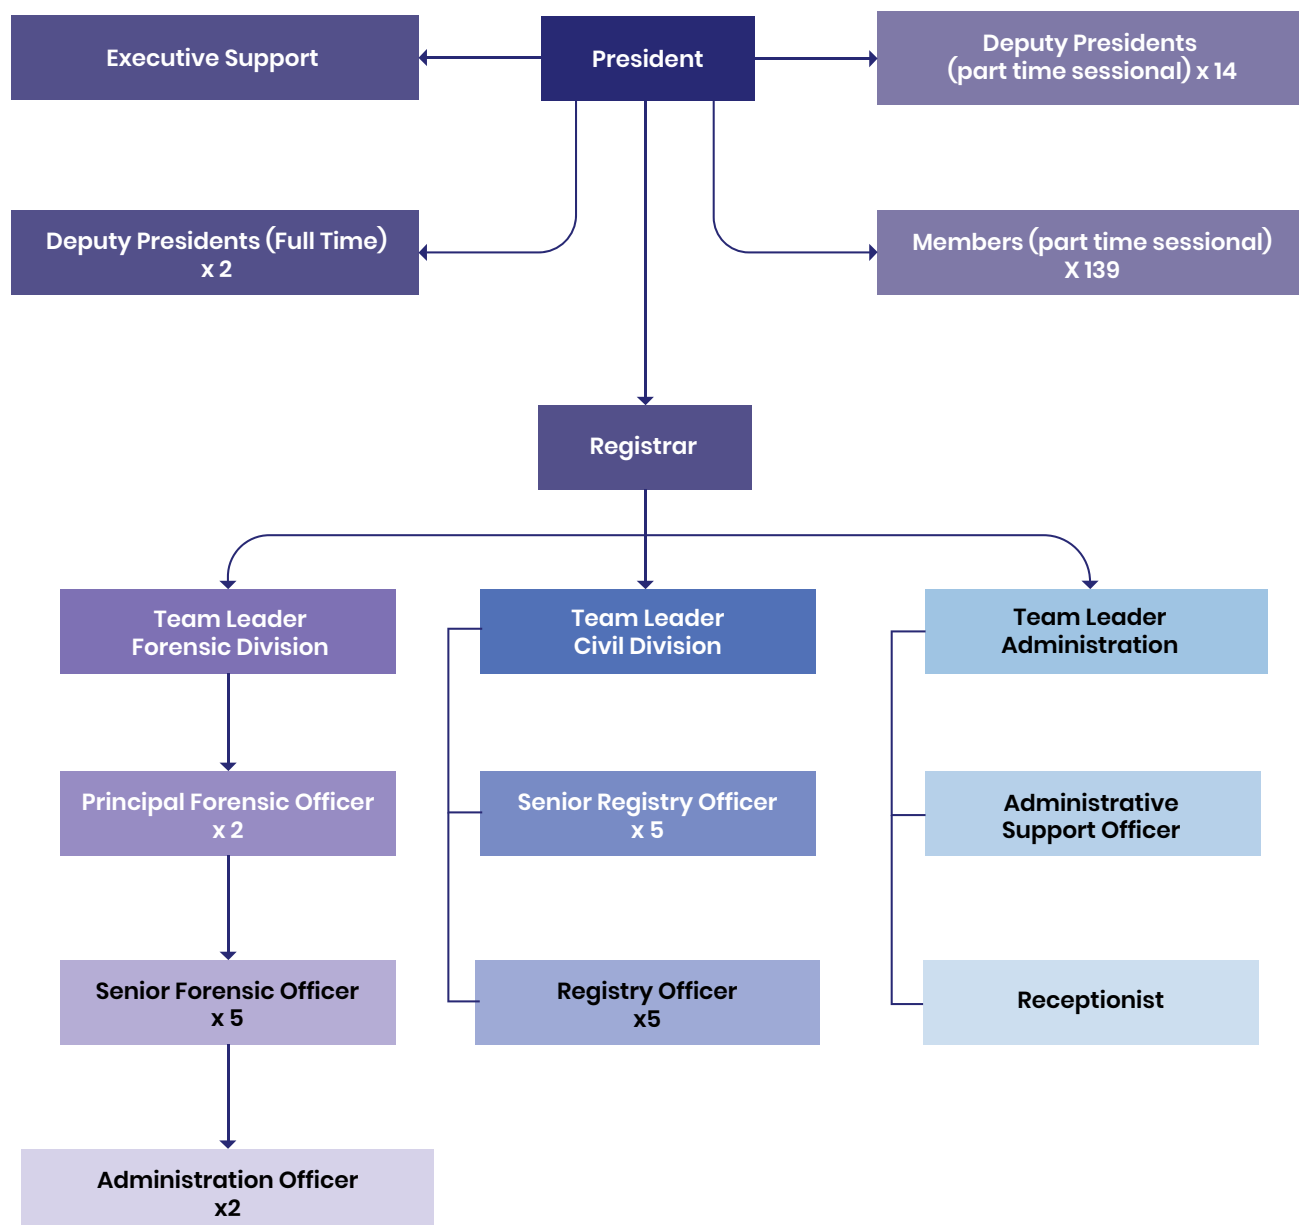 Executive Support
President
Deputy Presidents
(part time sessional) x 14
Deputy Presidents (Full Time)
x 2
Members (part time sessional)
X 139
Registrar
Team Leader
Forensic Division
Team Leader
Civil Division
Team Leader
Administration
Principal Forensic Officer
x 2
Senior Registry Officer
x 5
Administrative
Support Officer
Senior Forensic Officer
x 5
Registry Officer
x5
Receptionist
Administration Officer
x2